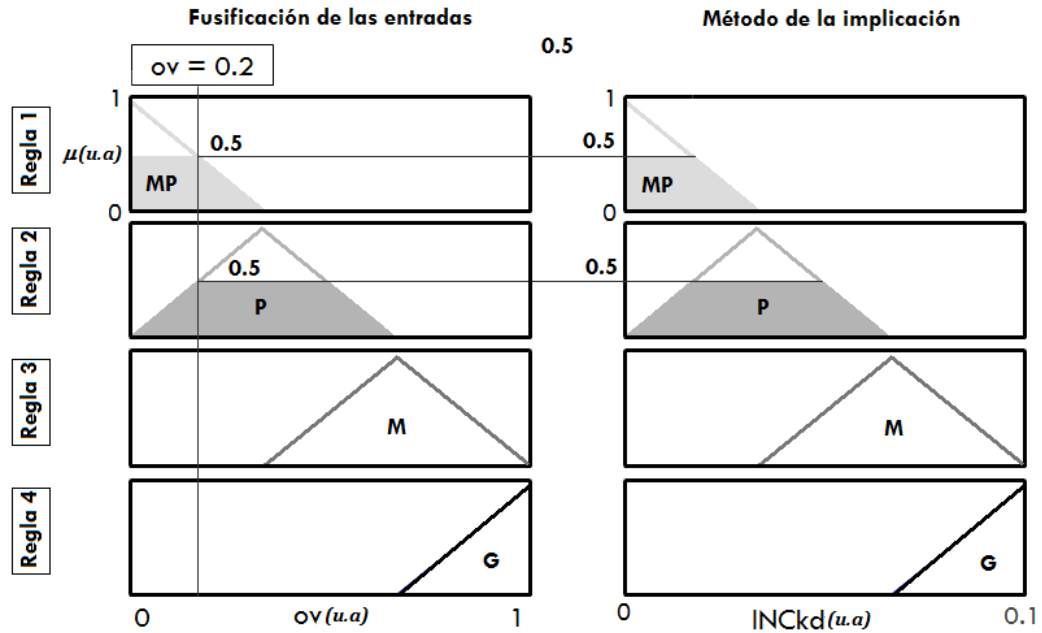 Fusificación de las entradas
Método de la implicación
0.5
ov = 0.2
Regla 1
1
μ(u.a)
0.5
MP
0
1
0.5
MP
0
Regla 2
0.5
P
0.5
P
Regla 3
M
M
Regla 4
G
G
0 ov(u.a) 1
0 INCkd(u.a) 0.1